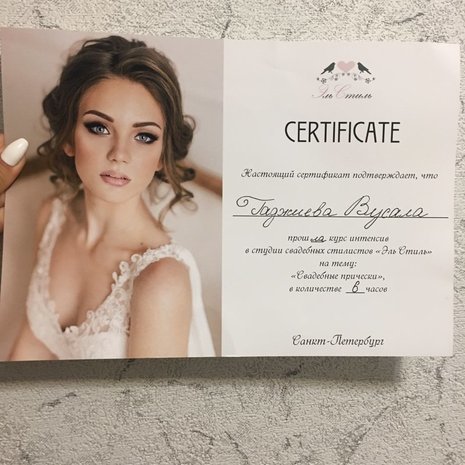 Эль Стиль
CERTIFICATE
Настоящий сертификат подтверждает, что
Гаджиева Вусала
прошла курс интенсив
в студии свадебных стилистов «Эль Стиль»
на тему:
«Свадебные прически»,
в количестве 8 часов
Санкт-Петербург